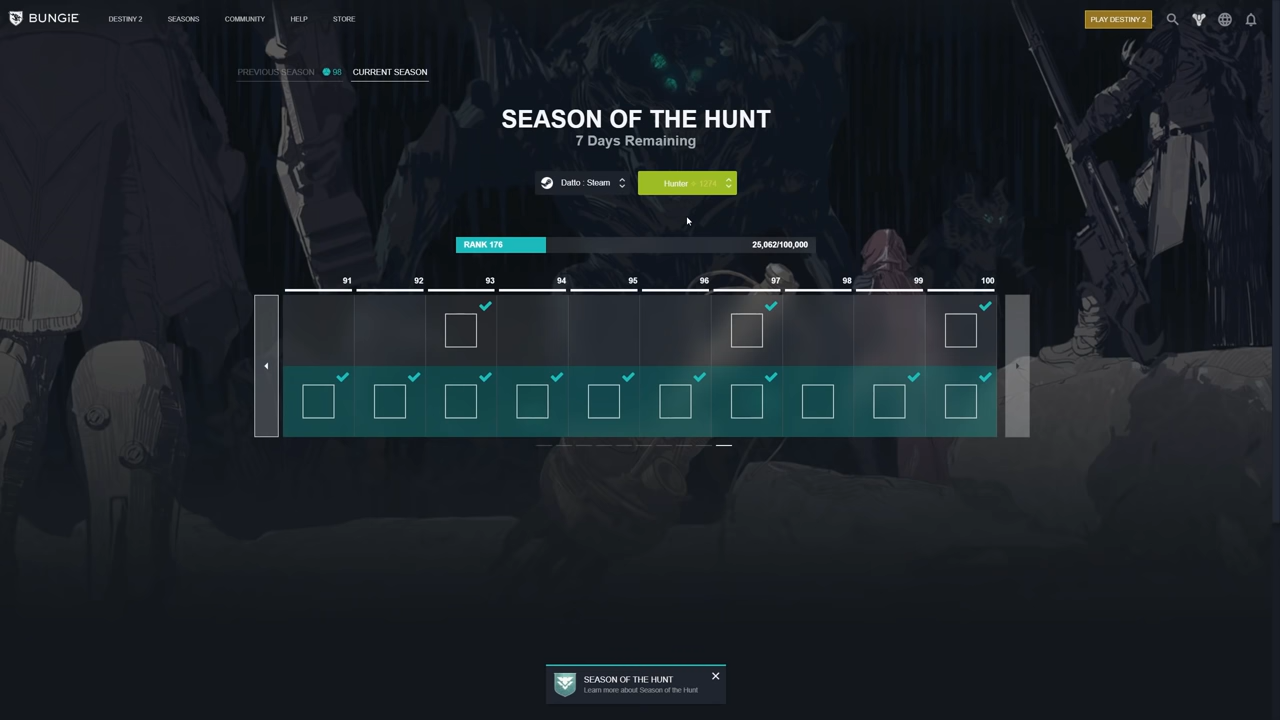 BUNGiE DESTINY 2 SEASONS COMMUNITY HELP STORE PLAY DESTINY 2
PREVIOUS SEASON 98 CURRENT SEASON
SEASON OF THE HUNT
7 Days Remaining
Datto : Steam Hunter 1274
RANK 176 25,062/100,000
91 92 93 94 95 96 97 98 99 100
SEASON OF THE HUNT
Learn more about Season of the Hunt